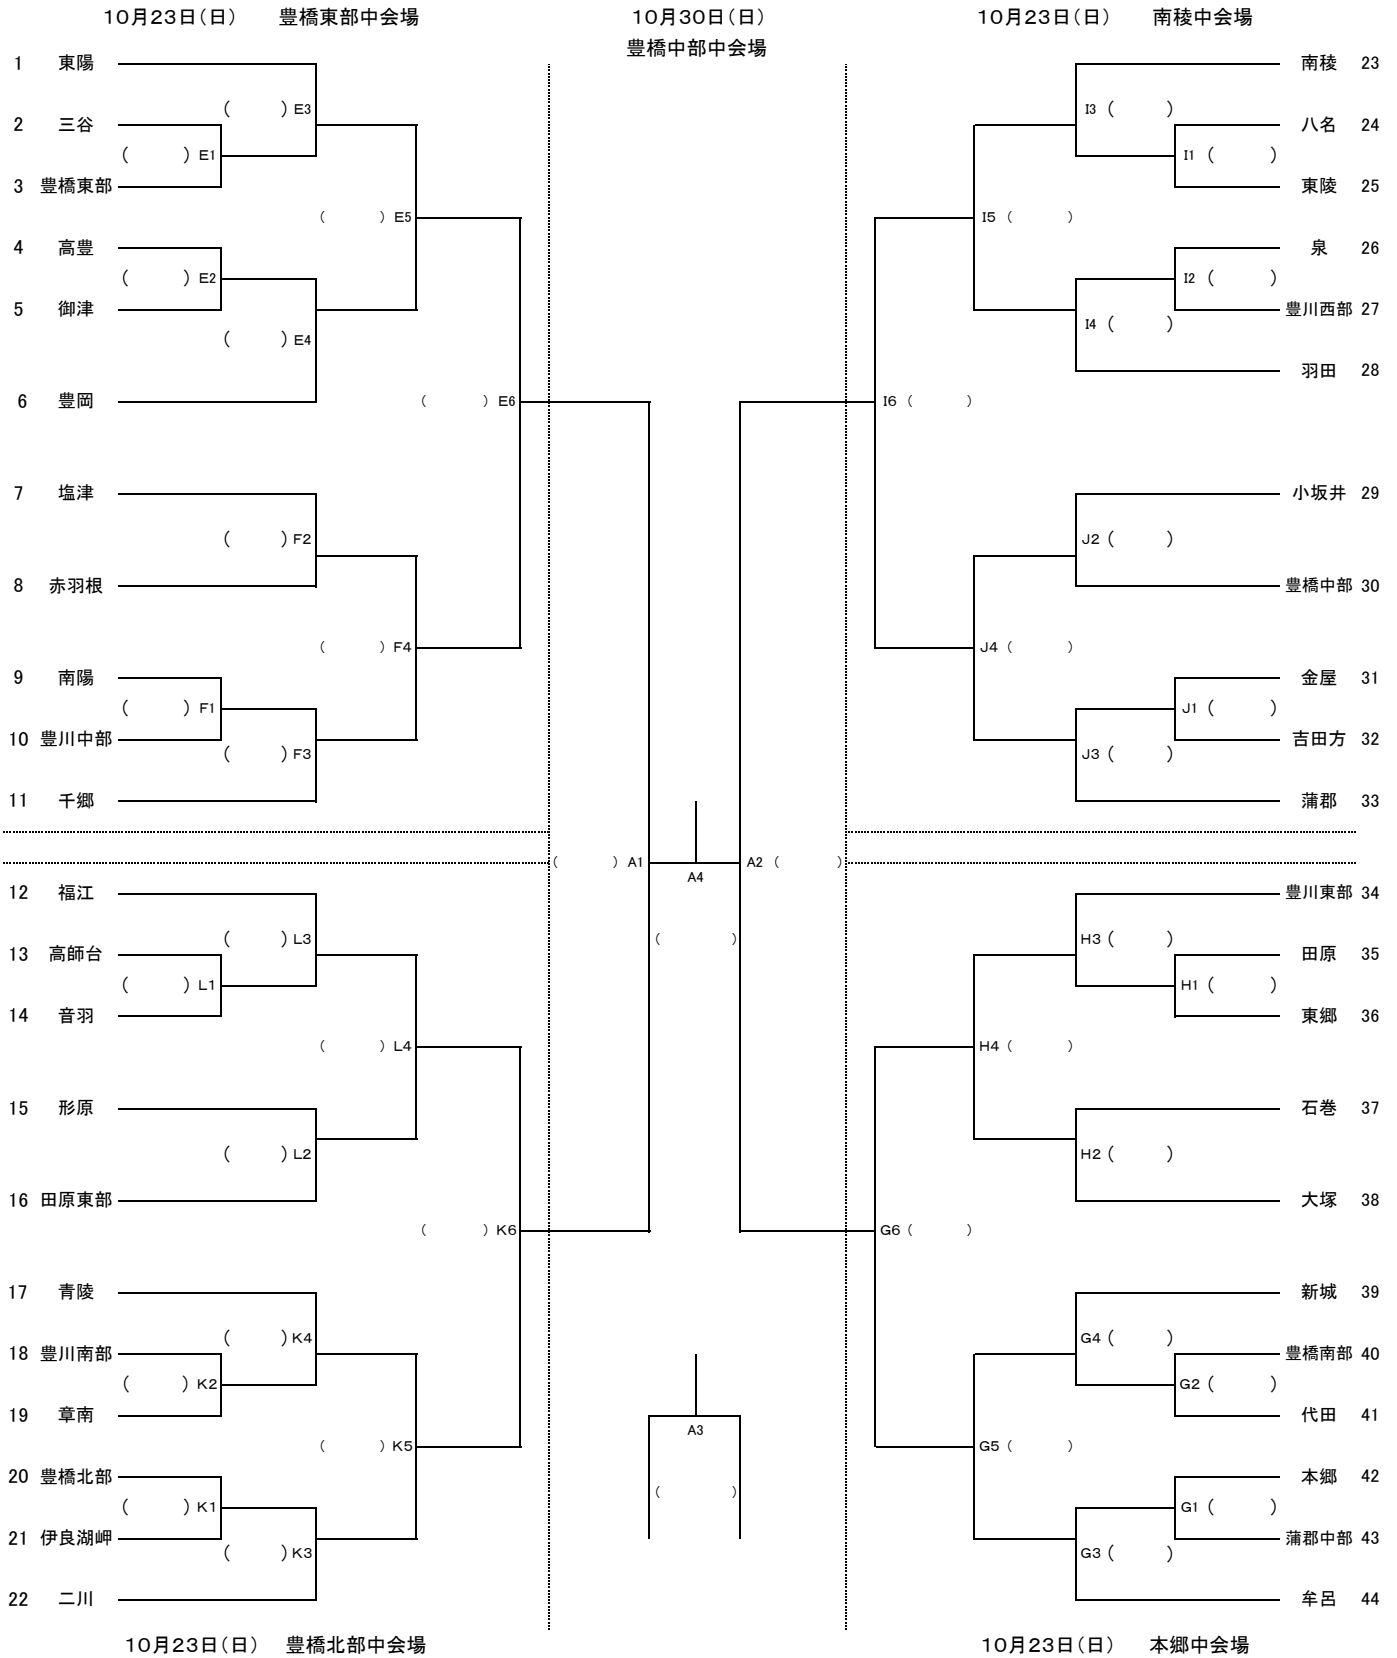 10月23日(日) 豊橋東部中会場
10月30日(日)
豊橋中部中会場
10月23日(日) 南稜中会場
1 東陽
( ) E3
2 三谷
( ) E1
3 豊橋東部
( ) E5
4 高豊
( ) E2
5 御津
( ) E4
6 豊岡
( ) E6
7 塩津
( ) F2
8 赤羽根
( ) F4
9 南陽
( ) F1
10 豊川中部
( ) F3
11 千郷
12 福江
( ) L3
13 高師台
( ) L1
14 音羽
( ) L4
15 形原
( ) L2
16 田原東部
( ) K6
17 青陵
( ) K4
18 豊川南部
( ) K2
19 章南
( ) K5
20 豊橋北部
( ) K1
21 伊良湖岬
( ) K3
22 二川
10月23日(日) 豊橋北部中会場
( ) A1
A2 ( )
A4
( )
A3
( )
南稜 23
I3 ( )
八名 24
I1 ( )
東陵 25
I5 ( )
泉 26
I2 ( )
豊川西部 27
I4 ( )
羽田 28
I6 ( )
小坂井 29
J2 ( )
豊橋中部 30
J4 ( )
金屋 31
J1 ( )
吉田方 32
J3 ( )
蒲郡 33
豊川東部 34
H3 ( )
田原 35
H1 ( )
東郷 36
H4 ( )
石巻 37
H2 ( )
大塚 38
G6 ( )
新城 39
G4 ( )
豊橋南部 40
G2 ( )
代田 41
G5 ( )
本郷 42
G1 ( )
蒲郡中部 43
G3 ( )
牟呂 44
10月23日(日) 本郷中会場